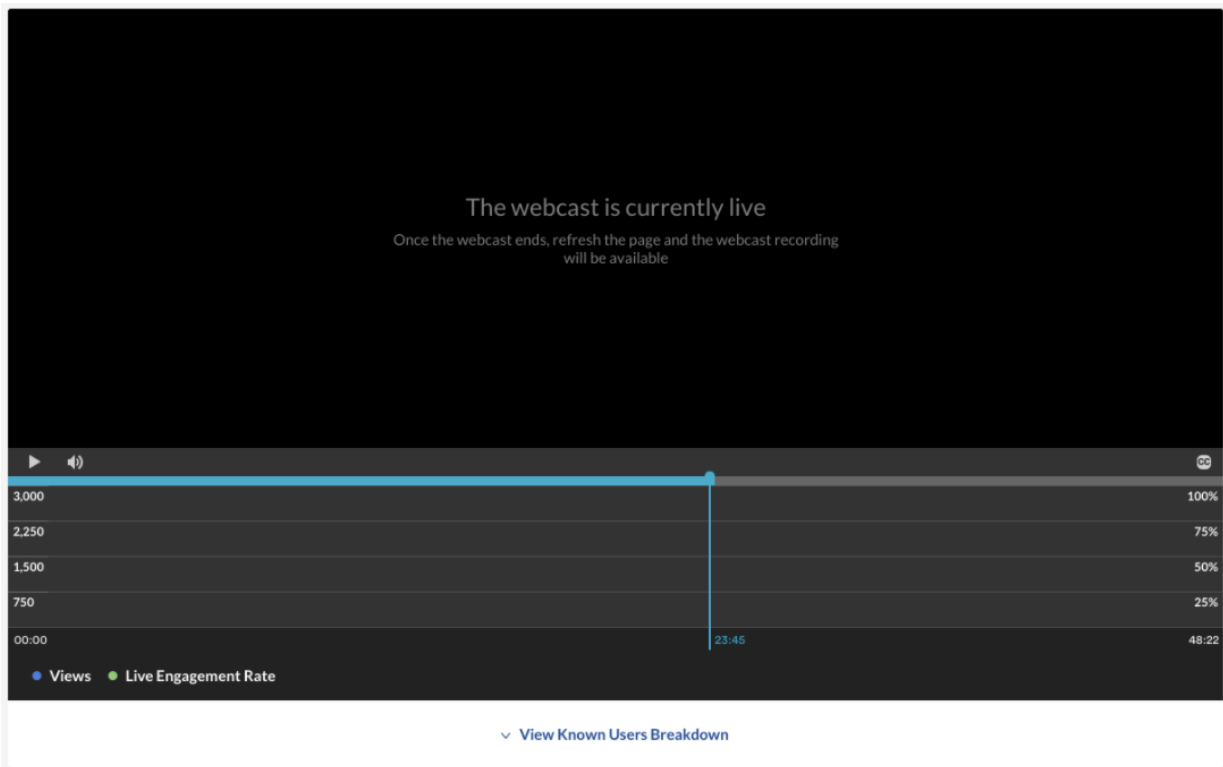 The webcast is currently live
Once the webcast ends, refresh the page and the webcast recording
will be available
CC
3,000 100%
2,250 75%
1,500 50%
750 25%
00:00 23:45 48:22
Views Live Engagement Rate
View Known Users Breakdown